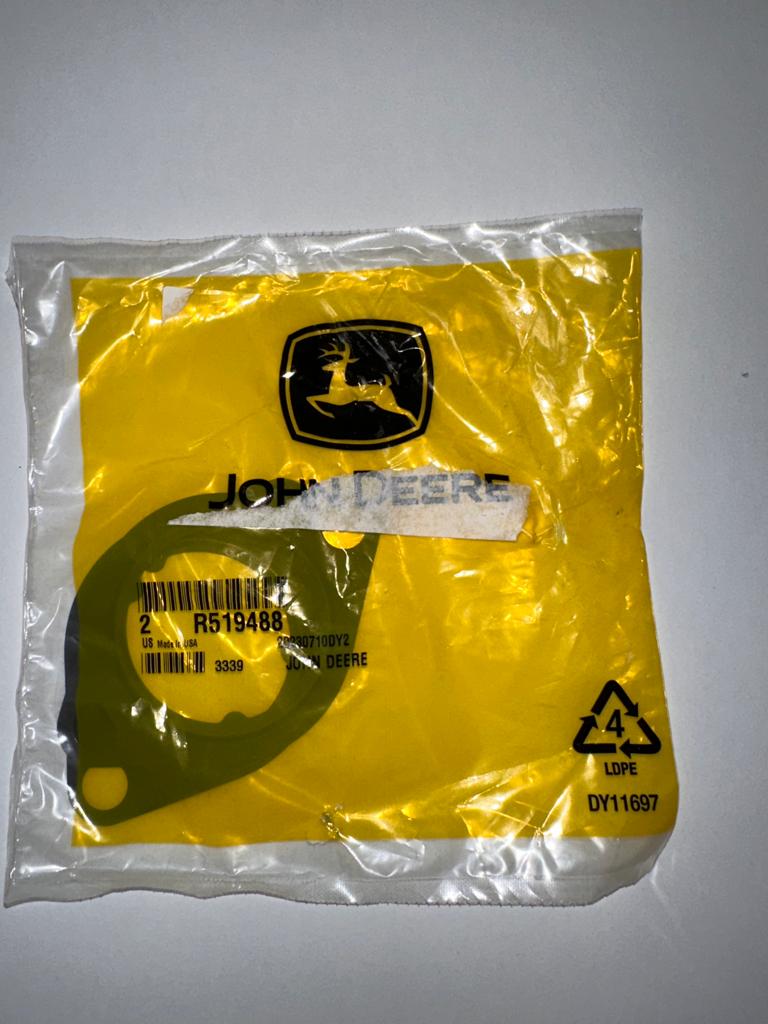 JOHN DEERE
2 R519488
US Made in USA 20230710DY2
3339 JOHN DEERE
4
LDPE
DY11697